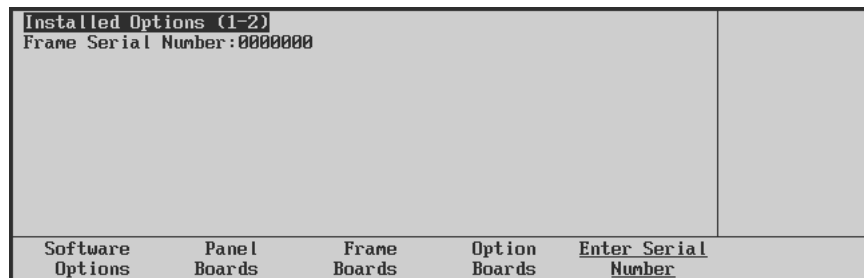 Installed Options (1-2)
Frame Serial Number:0000000
Software Panel Frame Option Enter Serial
Options Boards Boards Boards Number